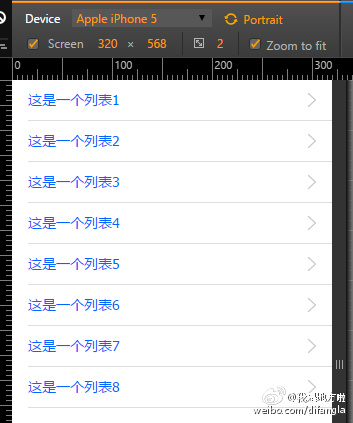 Device Apple iPhone 5 Portrait
Screen 320 × 568 2 Zoom to fit
0 100 200 300
这是一个列表1
这是一个列表2
这是一个列表3
这是一个列表4
这是一个列表5
这是一个列表6
这是一个列表7
这是一个列表8
weibo.com/difangla